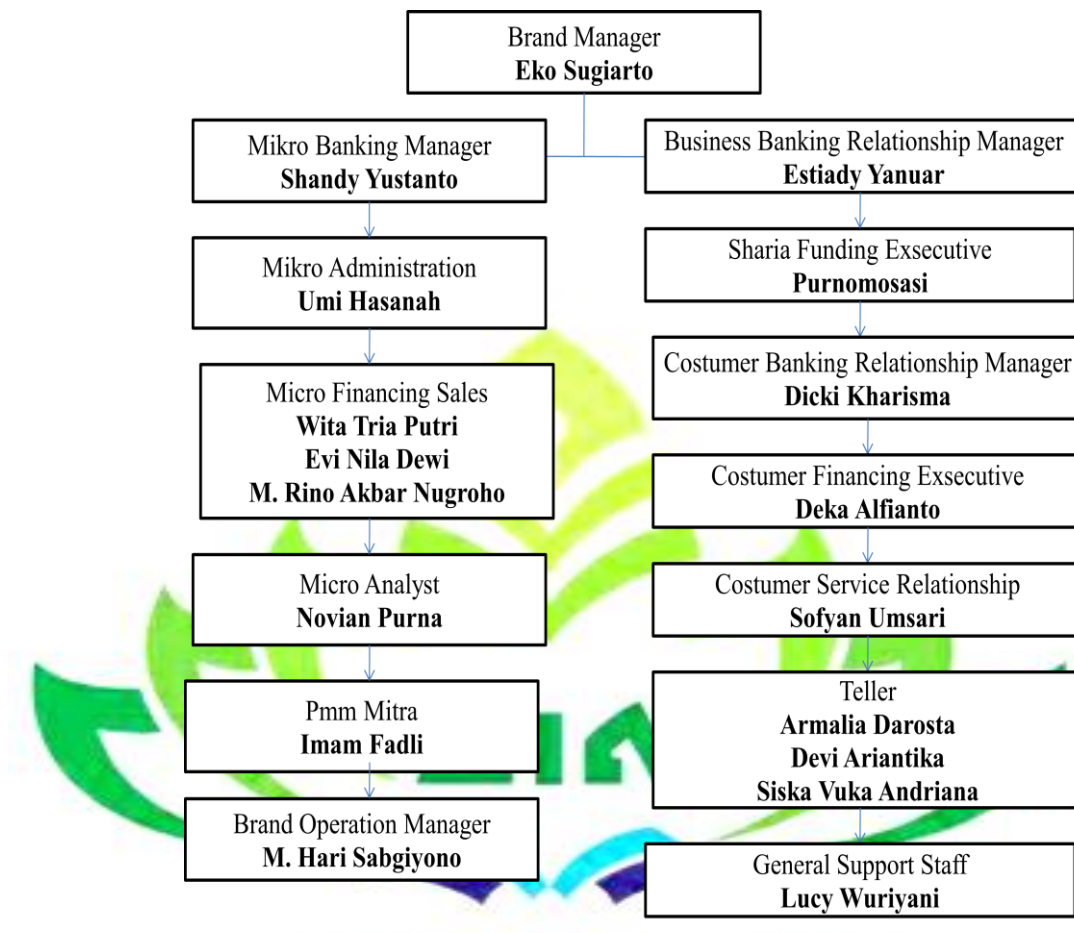 Brand Manager
Eko Sugiarto
Mikro Banking Manager
Shandy Yustanto
Mikro Administration
Umi Hasanah
Micro Financing Sales
Wita Tria Putri
Evi Nila Dewi
M. Rino Akbar Nugroho
Micro Analyst
Novian Purna
Pmm Mitra
Imam Fadli
Brand Operation Manager
M. Hari Sabgiyono
Business Banking Relationship Manager
Estiady Yanuar
Sharia Funding Exsecutive
Purnomosasi
Costumer Banking Relationship Manager
Dicki Kharisma
Costumer Financing Exsecutive
Deka Alfianto
Costumer Service Relationship
Sofyan Umsari
Teller
Armalia Darosta
Devi Ariantika
Siska Vuka Andriana
General Support Staff
Lucy Wuriyani